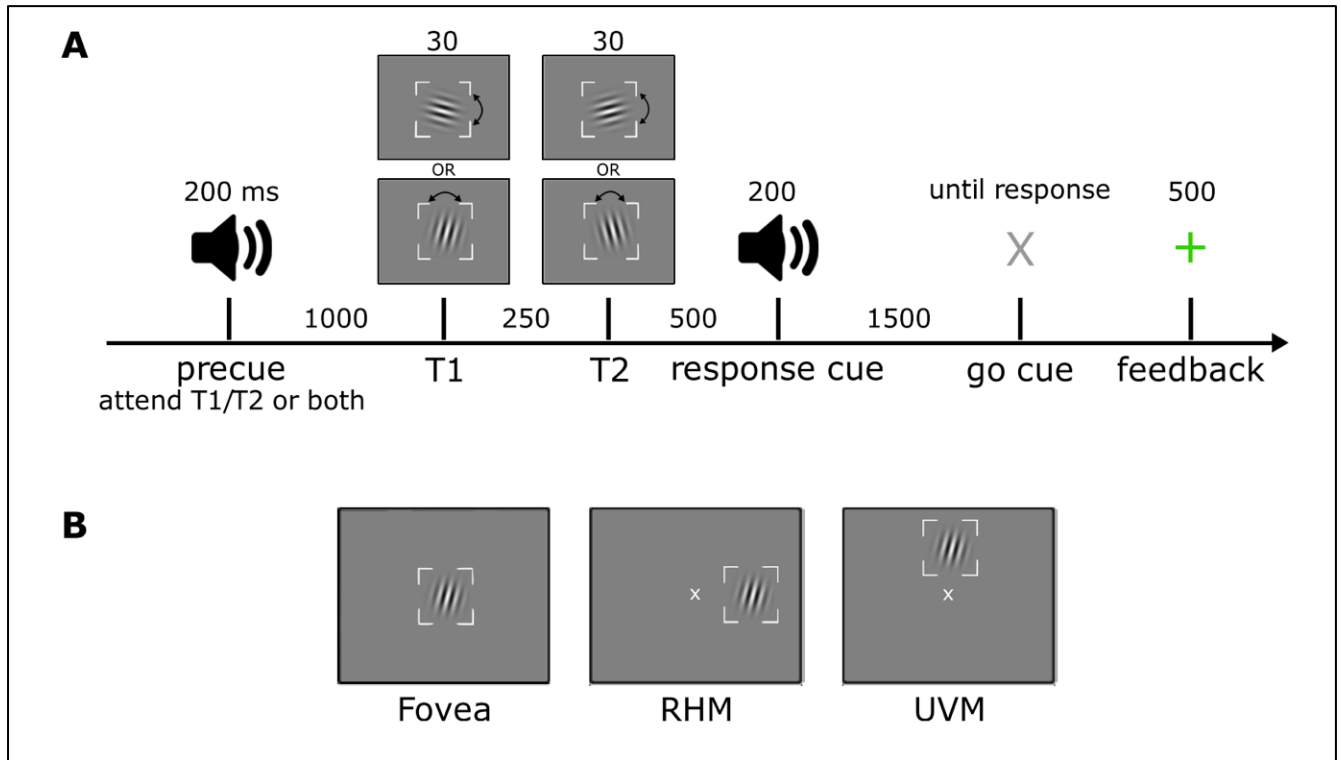 A
30 30
OR OR
200 ms 200 until response 500
X +
1000 250 500 1500
precue T1 T2 response cue go cue feedback
attend T1/T2 or both
B
x x
Fovea RHM UVM